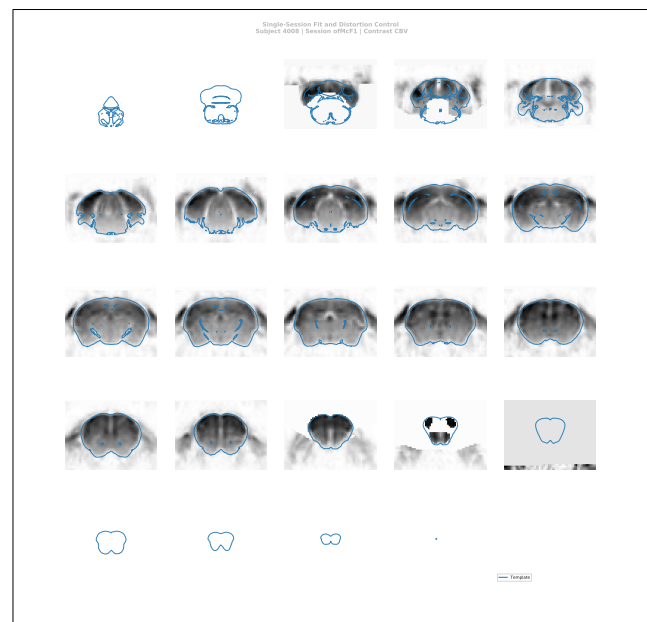 Single-Session Fit and Distortion Control
Subject 4008 | Session ofMcF1 | Contrast CBV
Template